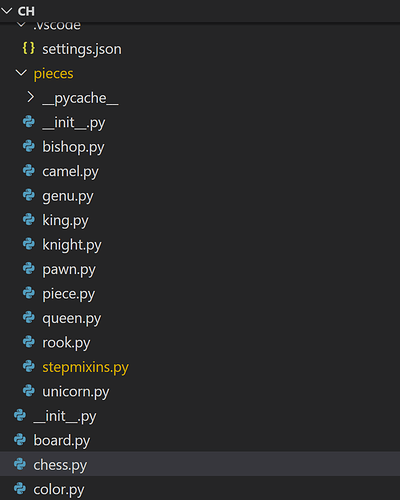 CH
.vscode
{} settings.json
pieces
__pycache__
__init__.py
bishop.py
camel.py
genu.py
king.py
knight.py
pawn.py
piece.py
queen.py
rook.py
stepmixins.py
unicorn.py
__init__.py
board.py
chess.py
color.py